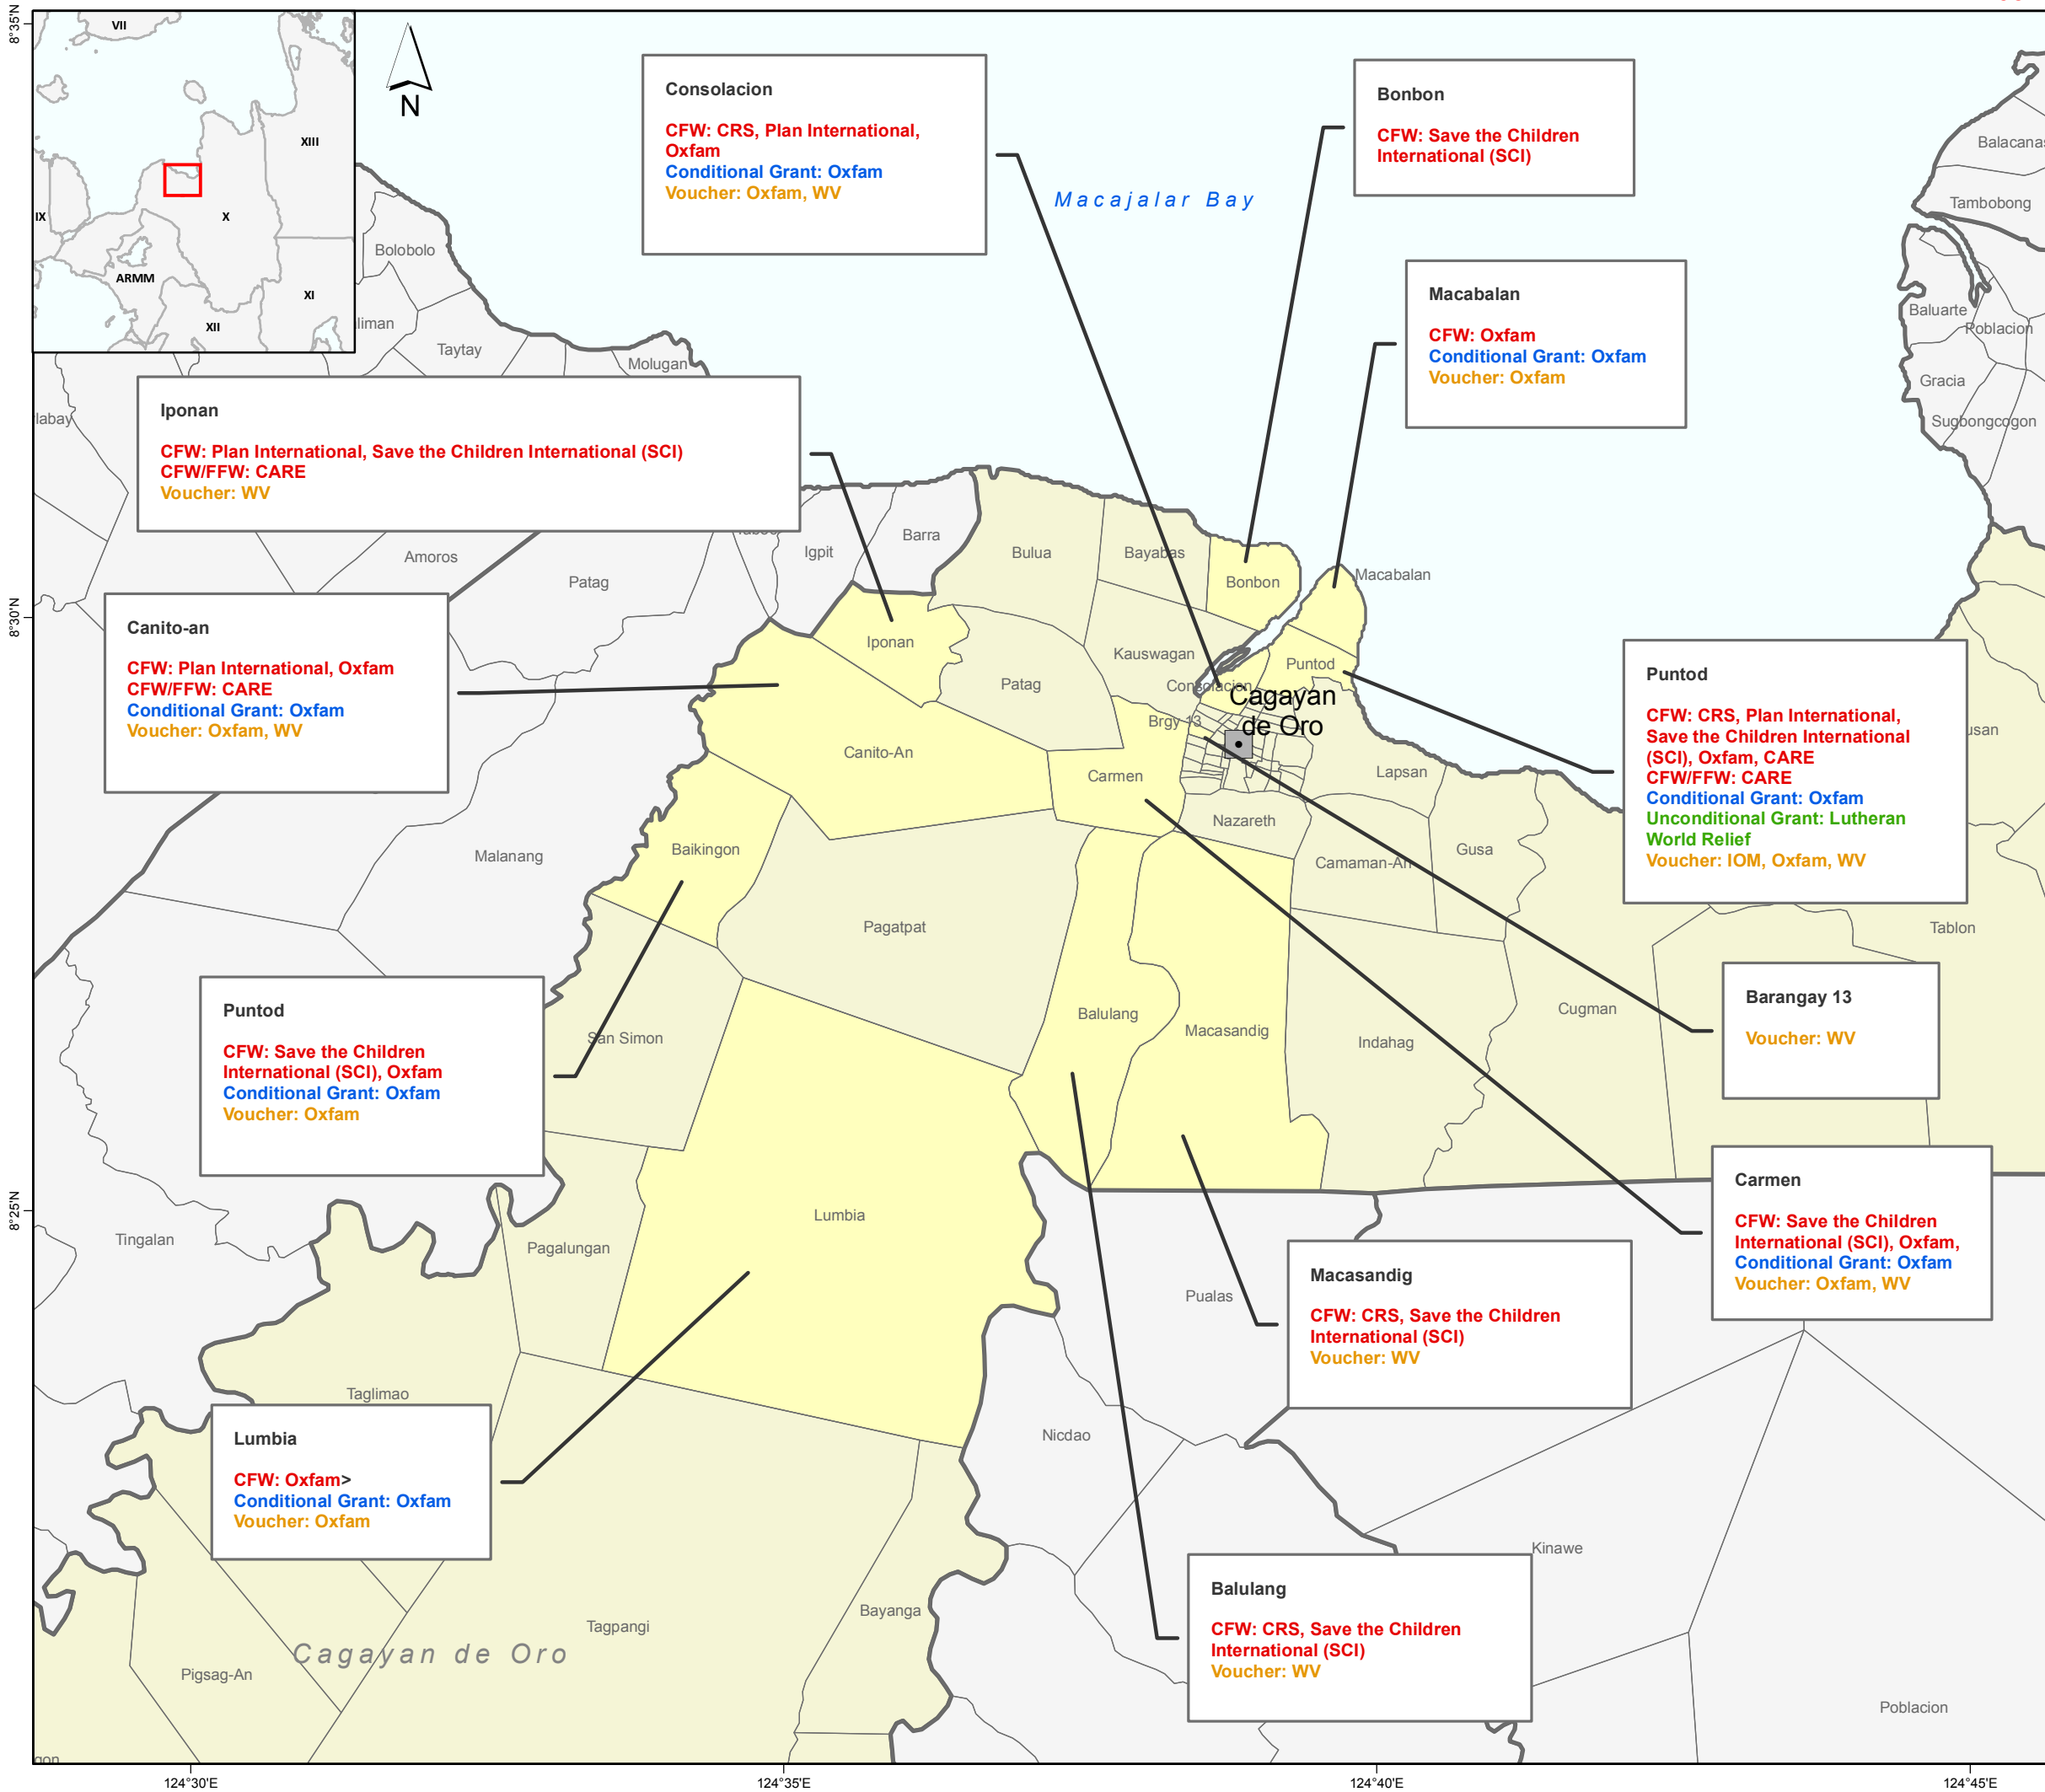 8°35'N
VII
XIII
IX
X
ARMM
XI
XII
N
Consolacion
CFW: CRS, Plan International,
Oxfam
Conditional Grant: Oxfam
Voucher: Oxfam, WV
Bonbon
CFW: Save the Children
International (SCI)
Macajalar Bay
Macabalan
CFW: Oxfam
Conditional Grant: Oxfam
Voucher: Oxfam
Balacanas
Tambobong
Baluarte
Poblacion
Gracia
Sugbongcogon
Bolobolo
liman
Taytay
Molugan
labay
Iponan
CFW: Plan International, Save the Children International (SCI)
CFW/FFW: CARE
Voucher: WV
Igpit
Barra
Amoros
Patag
Bulua
Bayabas
Bonbon
Macabalan
8°30'N
Canito-an
CFW: Plan International, Oxfam
CFW/FFW: CARE
Conditional Grant: Oxfam
Voucher: Oxfam, WV
Iponan
Patag
Kauswagan
Puntod
Consolacion
Cagayan
de Oro
Brgy 13
Canito-An
Carmen
Lapsan
Puntod
CFW: CRS, Plan International,
Save the Children International
(SCI), Oxfam, CARE
CFW/FFW: CARE
Conditional Grant: Oxfam
Unconditional Grant: Lutheran
World Relief
Voucher: IOM, Oxfam, WV
usan
Malanang
Baikingon
Nazareth
Camaman-An
Gusa
Pagatpat
Tablon
Puntod
CFW: Save the Children
International (SCI), Oxfam
Conditional Grant: Oxfam
Voucher: Oxfam
San Simon
Balulang
Macasandig
Indahag
Cugman
Barangay 13
Voucher: WV
8°25'N
Tingalan
Pagalungan
Lumbia
Carmen
CFW: Save the Children
International (SCI), Oxfam,
Conditional Grant: Oxfam
Voucher: Oxfam, WV
Pualas
Macasandig
CFW: CRS, Save the Children
International (SCI)
Voucher: WV
Taglimao
Lumbia
CFW: Oxfam>
Conditional Grant: Oxfam
Voucher: Oxfam
Nicdao
Kinawe
Balulang
CFW: CRS, Save the Children
International (SCI)
Voucher: WV
Bayanga
Tagpangi
Cagayan de Oro
Pigsag-An
Poblacion
gon
124°30'E
124°35'E
124°40'E
124°45'E